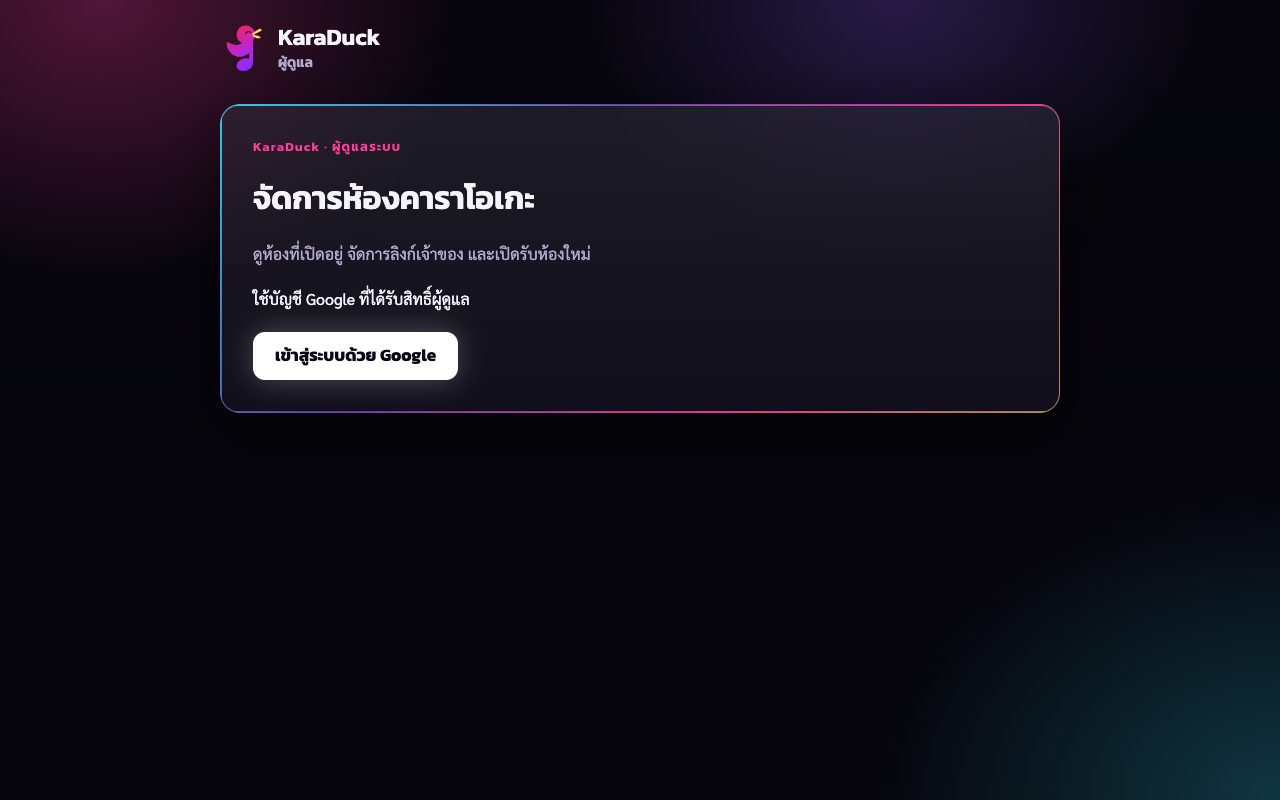 KaraDuck
ผู้ดูแล
KaraDuck · ผู้ดูแลระบบ
จัดการห้องคาราโอเกะ
ดูห้องที่เปิดอยู่ จัดการลิงก์เจ้าของ และเปิดรับห้องใหม่
ใช้บัญชี Google ที่ได้รับสิทธิ์ผู้ดูแล
เข้าสู่ระบบด้วย Google